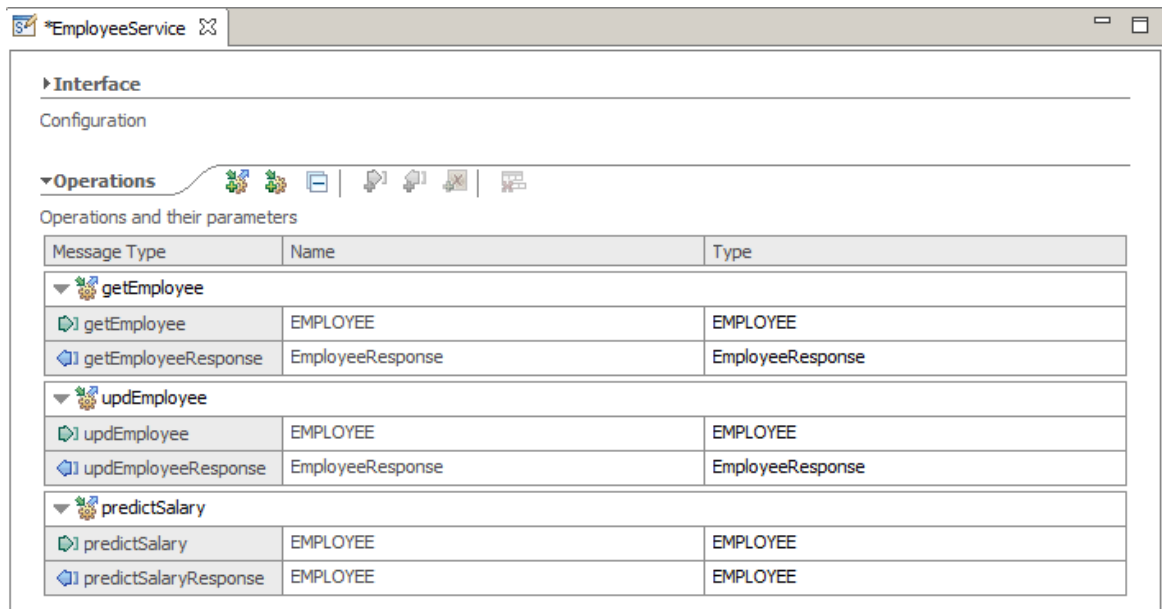 *EmployeeService
Interface
Configuration
Operations
Operations and their parameters
Message Type Name Type
getEmployee
getEmployee EMPLOYEE EMPLOYEE
getEmployeeResponse EmployeeResponse EmployeeResponse
updEmployee
updEmployee EMPLOYEE EMPLOYEE
updEmployeeResponse EmployeeResponse EmployeeResponse
predictSalary
predictSalary EMPLOYEE EMPLOYEE
predictSalaryResponse EMPLOYEE EMPLOYEE